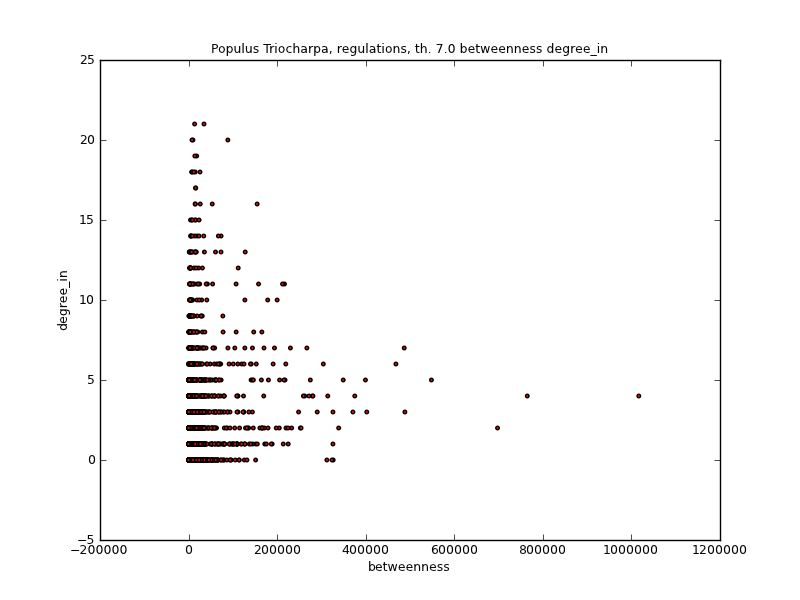 Populus Triocharpa, regulations, th. 7.0 betweenness degree_in
25
20
15
10
5
0
−5
degree_in
−200000 0 200000 400000 600000 800000 1000000 1200000
betweenness